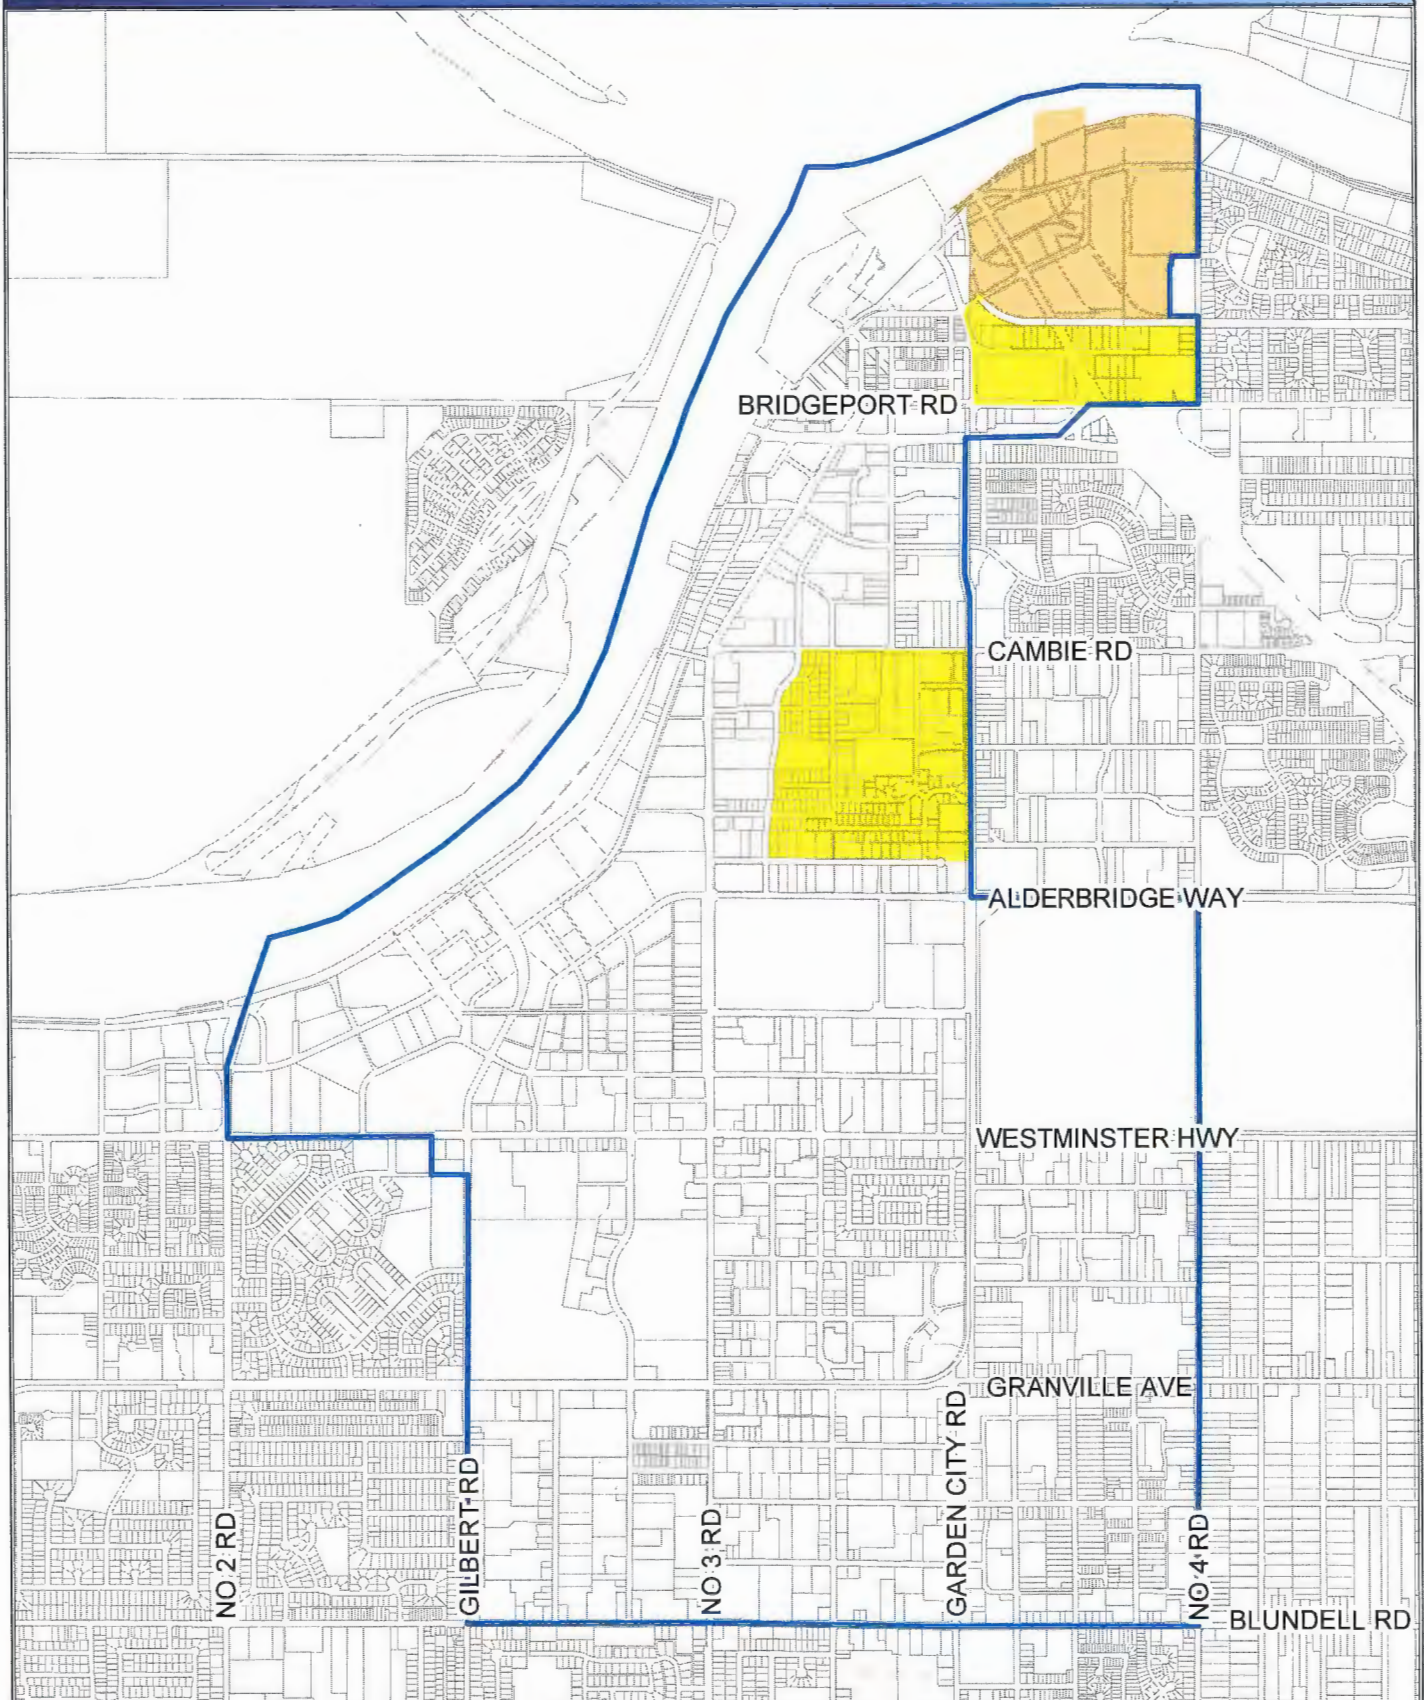 BRIDGEPORT RD
CAMBIE RD
ALDERBRIDGE WAY
WESTMINSTER HWY
GRANVILLE AVE
NO 2 RD
GILBERT RD
NO 3 RD
GARDEN CITY RD
NO 4 RD
BLUNDELL RD